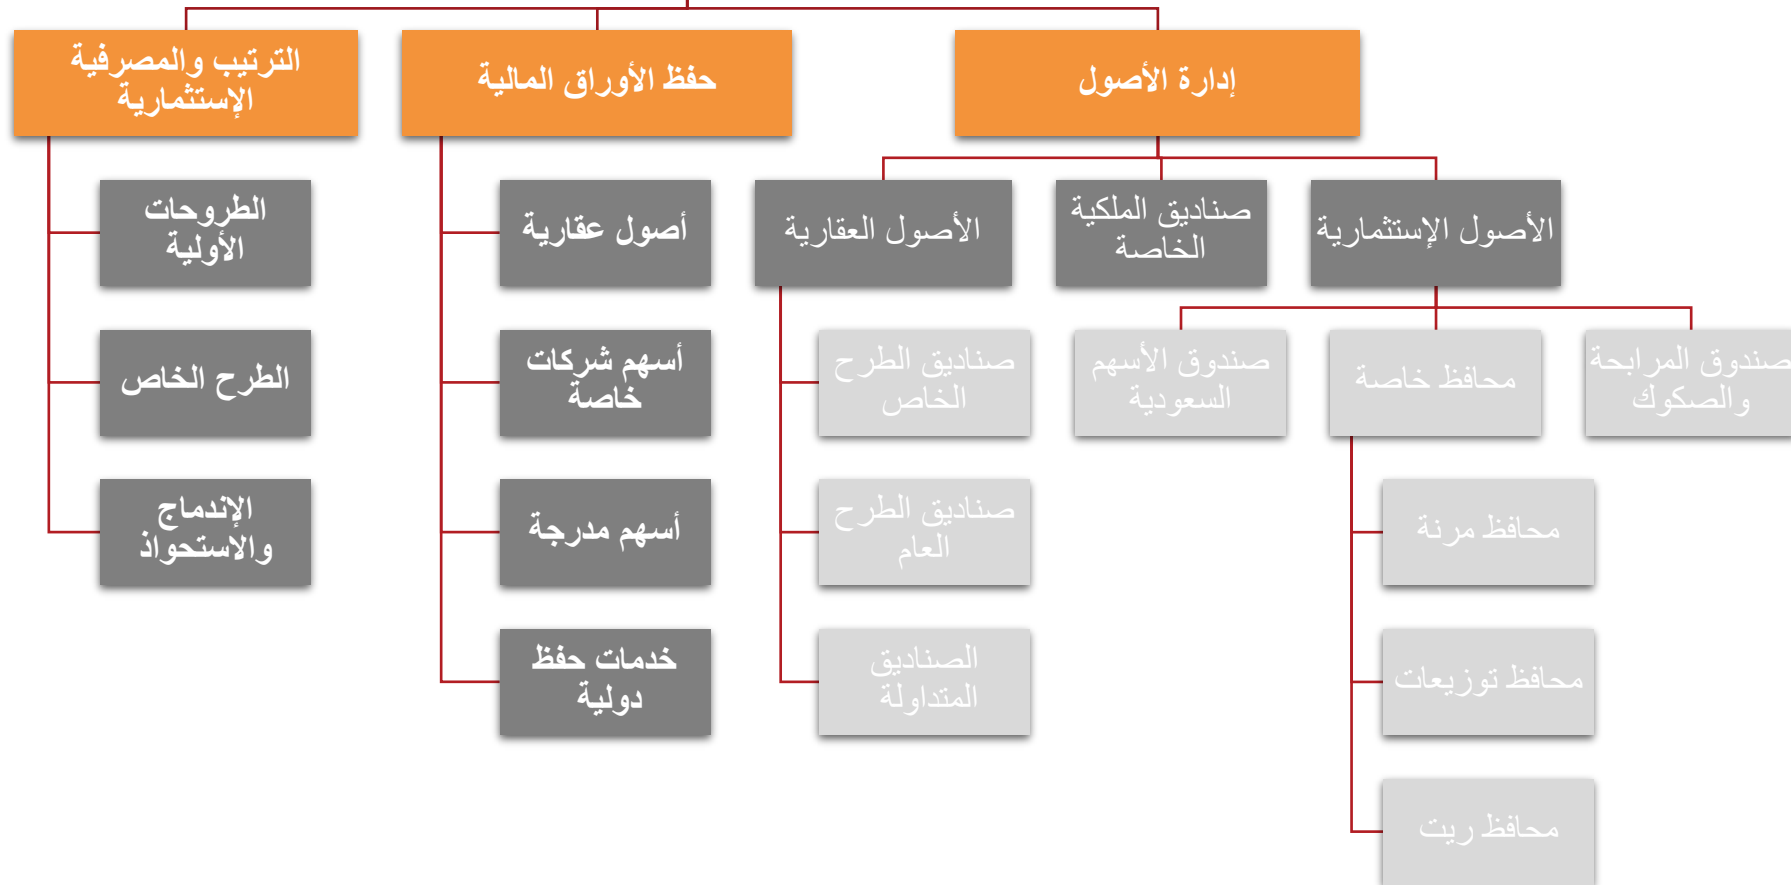 إدارة الأصول
حفظ الأوراق المالية
الترتيب والمصرفية
الإستثمارية
الأصول الإستثمارية
صناديق الملكية
الخاصة
الأصول العقارية
أصول عقارية
الطروحات
الأولية
صندوق المرابحة
والصكوك
محافظ خاصة
صندوق الأسهم
السعودية
صناديق الطرح
الخاص
أسهم شركات
خاصة
الطرح الخاص
محافظ مرنة
صناديق الطرح
العام
أسهم مدرجة
الإندماج
والاستحواذ
محافظ توزيعات
الصناديق
المتداولة
خدمات حفظ
دولية
محافظ ريت